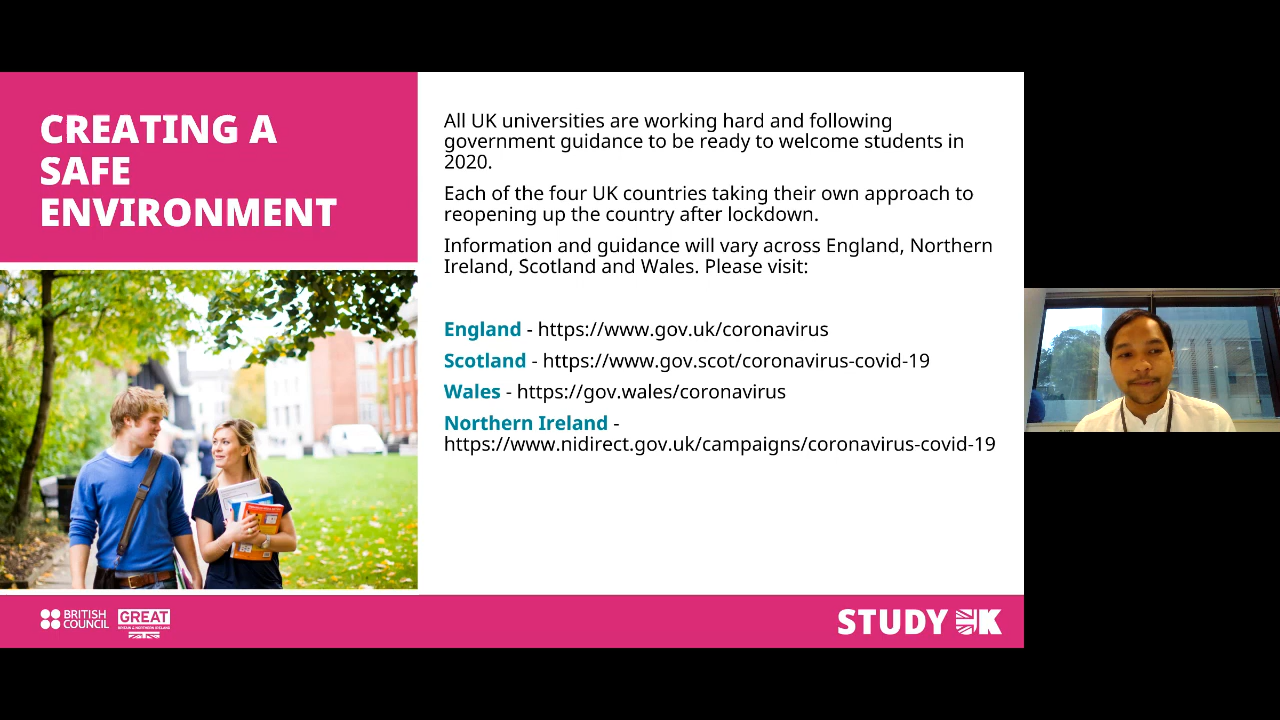 CREATING A
SAFE
ENVIRONMENT
All UK universities are working hard and following
government guidance to be ready to welcome students in
2020.
Each of the four UK countries taking their own approach to
reopening up the country after lockdown.
Information and guidance will vary across England, Northern
Ireland, Scotland and Wales. Please visit:
England - https://www.gov.uk/coronavirus
Scotland - https://www.gov.scot/coronavirus-covid-19
Wales - https://gov.wales/coronavirus
Northern Ireland -
https://www.nidirect.gov.uk/campaigns/coronavirus-covid-19
BRITISH
COUNCIL
GREAT
BRITAIN & NORTHERN IRELAND
STUDY UK